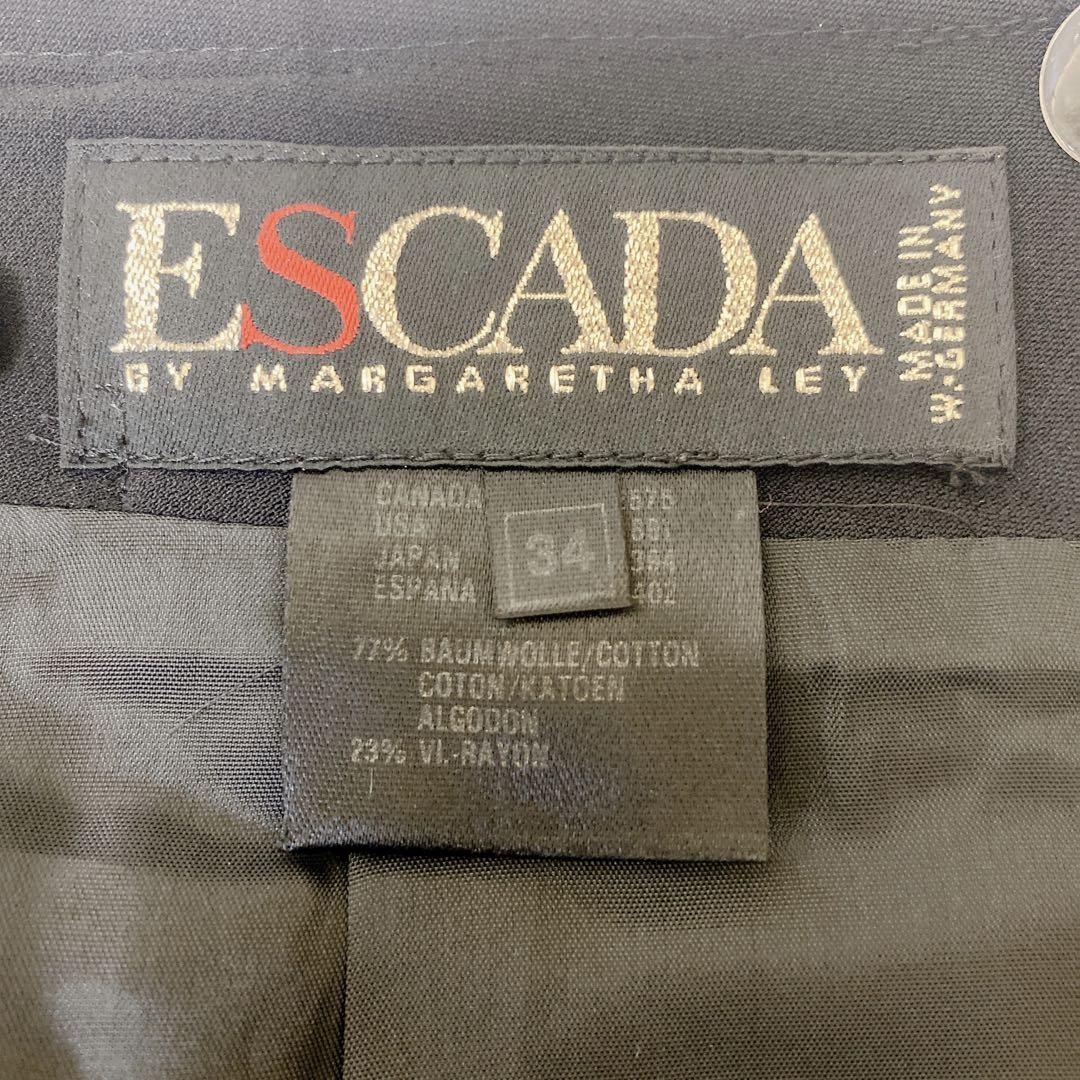 ESCADA
BY MARGARETHA LEY
MADE IN
W.GERMANY
34
CANADA
USA
JAPAN
ESPANA
77% BAUMWOLLE/COTTON
COTON/KATOEN
ALGODON
23% VI.-RAYON